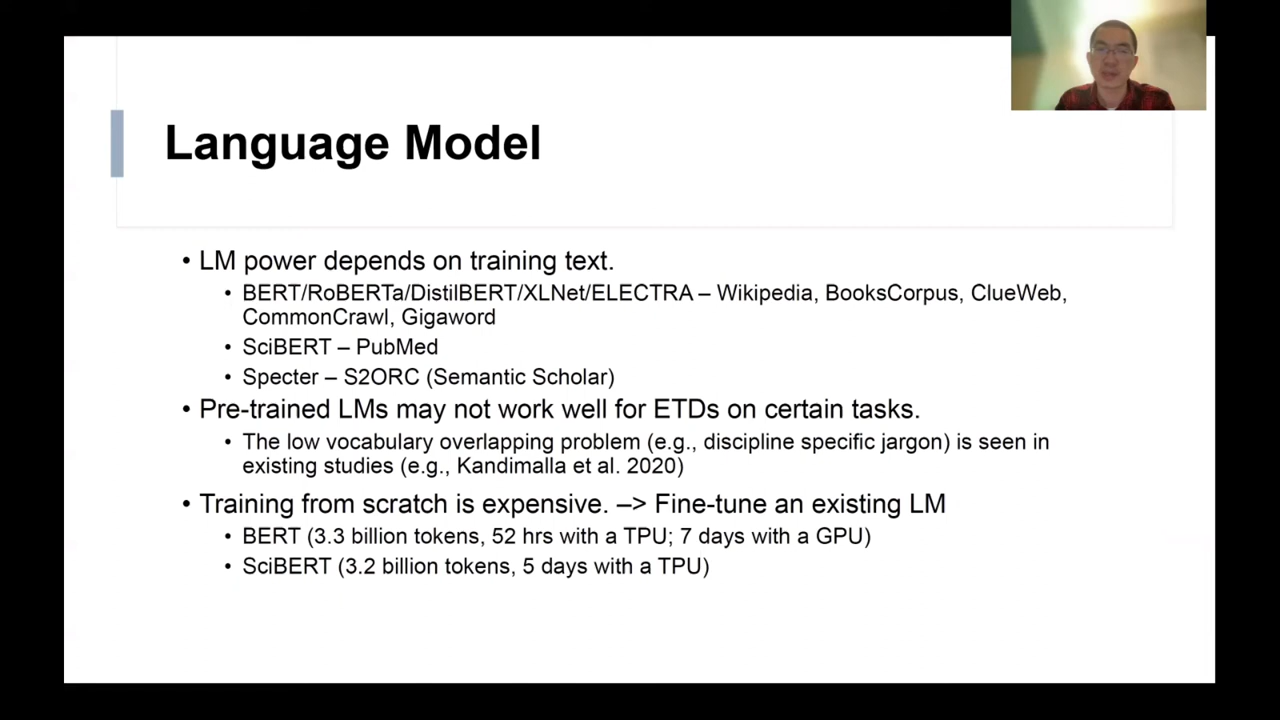 Language Model
• LM power depends on training text.
• BERT/RoBERTa/DistilBERT/XLNet/ELECTRA – Wikipedia, BooksCorpus, ClueWeb,
CommonCrawl, Gigaword
• SciBERT – PubMed
• Specter – S2ORC (Semantic Scholar)
• Pre-trained LMs may not work well for ETDs on certain tasks.
• The low vocabulary overlapping problem (e.g., discipline specific jargon) is seen in
existing studies (e.g., Kandimalla et al. 2020)
• Training from scratch is expensive. –> Fine-tune an existing LM
• BERT (3.3 billion tokens, 52 hrs with a TPU; 7 days with a GPU)
• SciBERT (3.2 billion tokens, 5 days with a TPU)